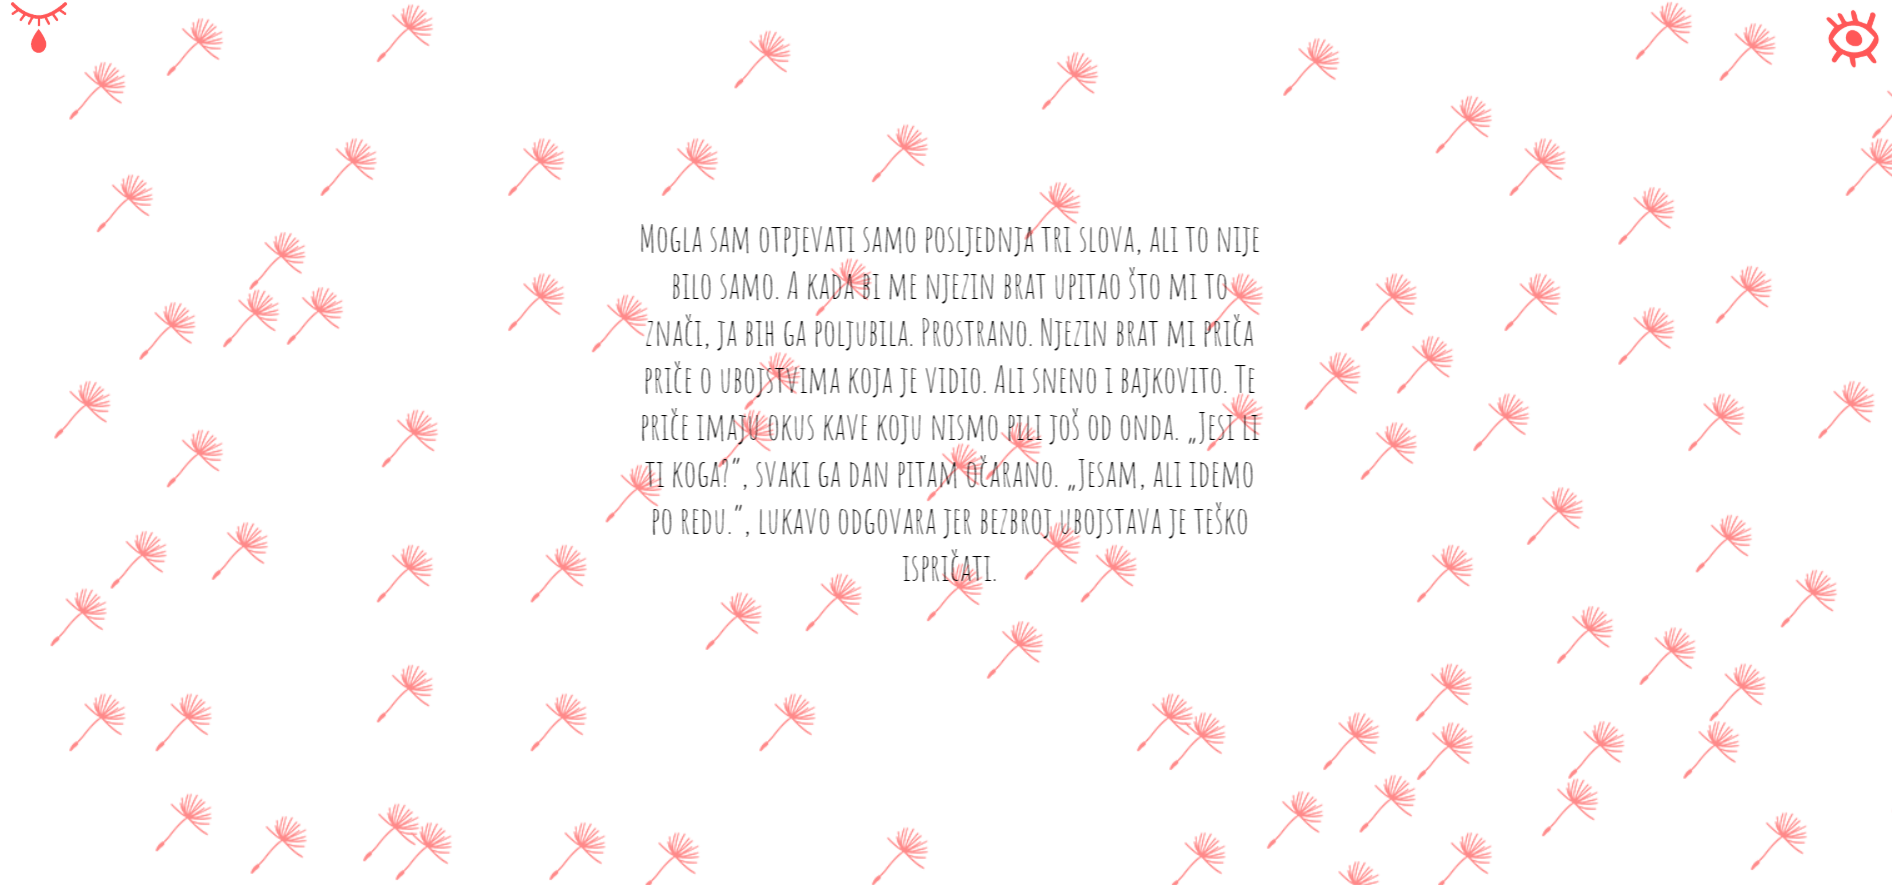 Mogla sam otpjevati samo posljednja tri slova, ali to nije
bilo samo. A kada bi me njezin brat upitao što mi to
znači, ja bih ga poljubila. Prostrano. Njezin brat mi priča
priče o ubojstvima koja je vidio. Ali sneno i bajkovito. Te
priče imaju okus kave koju nismo pili još od onda. „Jesi li
ti koga?”, svaki ga dan pitam očarano. „Jesam, ali idemo
po redu.”, lukavo odgovara jer bezbroj ubojstava je teško
ispričati.